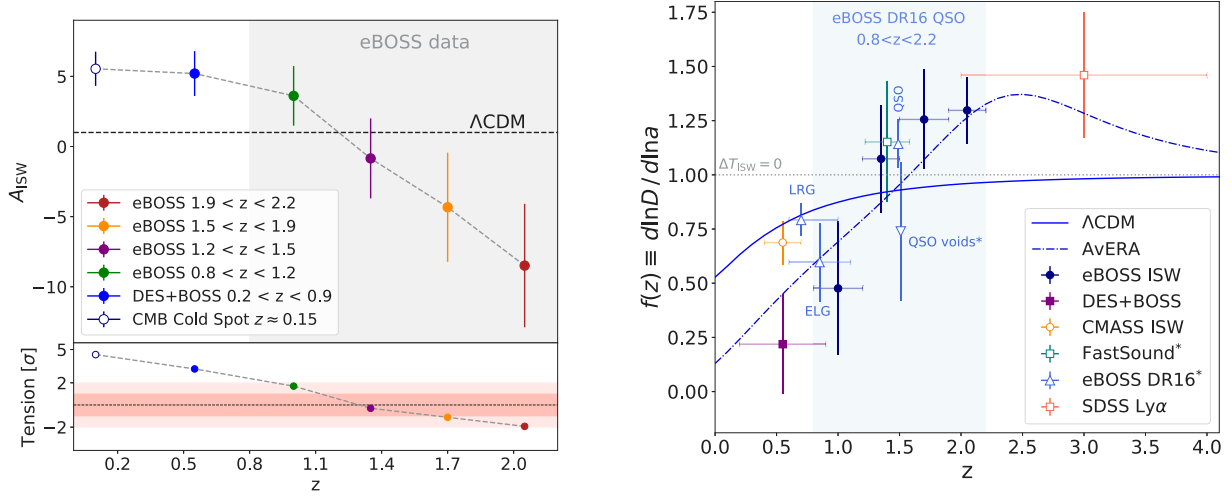 eBOSS data
ΛCDM
5
0
−5
−10
A_ISW
eBOSS 1.9 < z < 2.2
eBOSS 1.5 < z < 1.9
eBOSS 1.2 < z < 1.5
eBOSS 0.8 < z < 1.2
DES+BOSS 0.2 < z < 0.9
CMB Cold Spot z ≈ 0.15
5
2
−2
Tension [σ]
0.2 0.5 0.8 1.1 1.4 1.7 2.0
z
eBOSS DR16 QSO
0.8<z<2.2
1.75
1.50
1.25
1.00
0.75
0.50
0.25
0.00
f(z) ≡ dlnD / dlna
QSO
ΔT_ISW = 0
LRG
QSO voids*
ELG
ΛCDM
AvERA
eBOSS ISW
DES+BOSS
CMASS ISW
FastSound*
eBOSS DR16*
SDSS Lyα
0.0 0.5 1.0 1.5 2.0 2.5 3.0 3.5 4.0
z